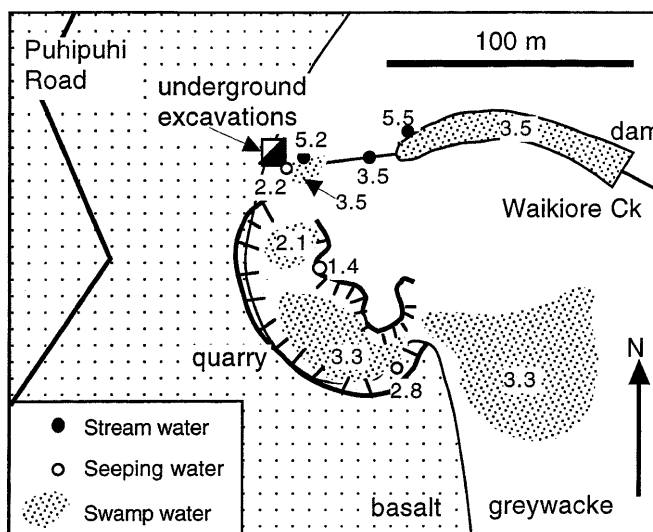 Puhipuhi
Road
100 m
underground
excavations
5.2
5.5
3.5
dam
2.2
3.5
3.5
Waikiore Ck
2.1
1.4
quarry
3.3
2.8
3.3
N
Stream water
Seeping water
Swamp water
basalt
greywacke